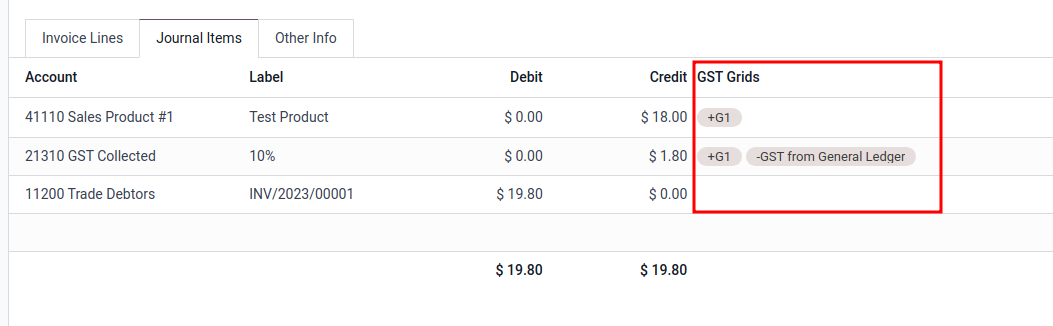 Invoice Lines Journal Items Other Info
Account Label Debit Credit GST Grids
41110 Sales Product #1 Test Product $ 0.00 $ 18.00 +G1
21310 GST Collected 10% $ 0.00 $ 1.80 +G1 -GST from General Ledger
11200 Trade Debtors INV/2023/00001 $ 19.80 $ 0.00
$ 19.80 $ 19.80